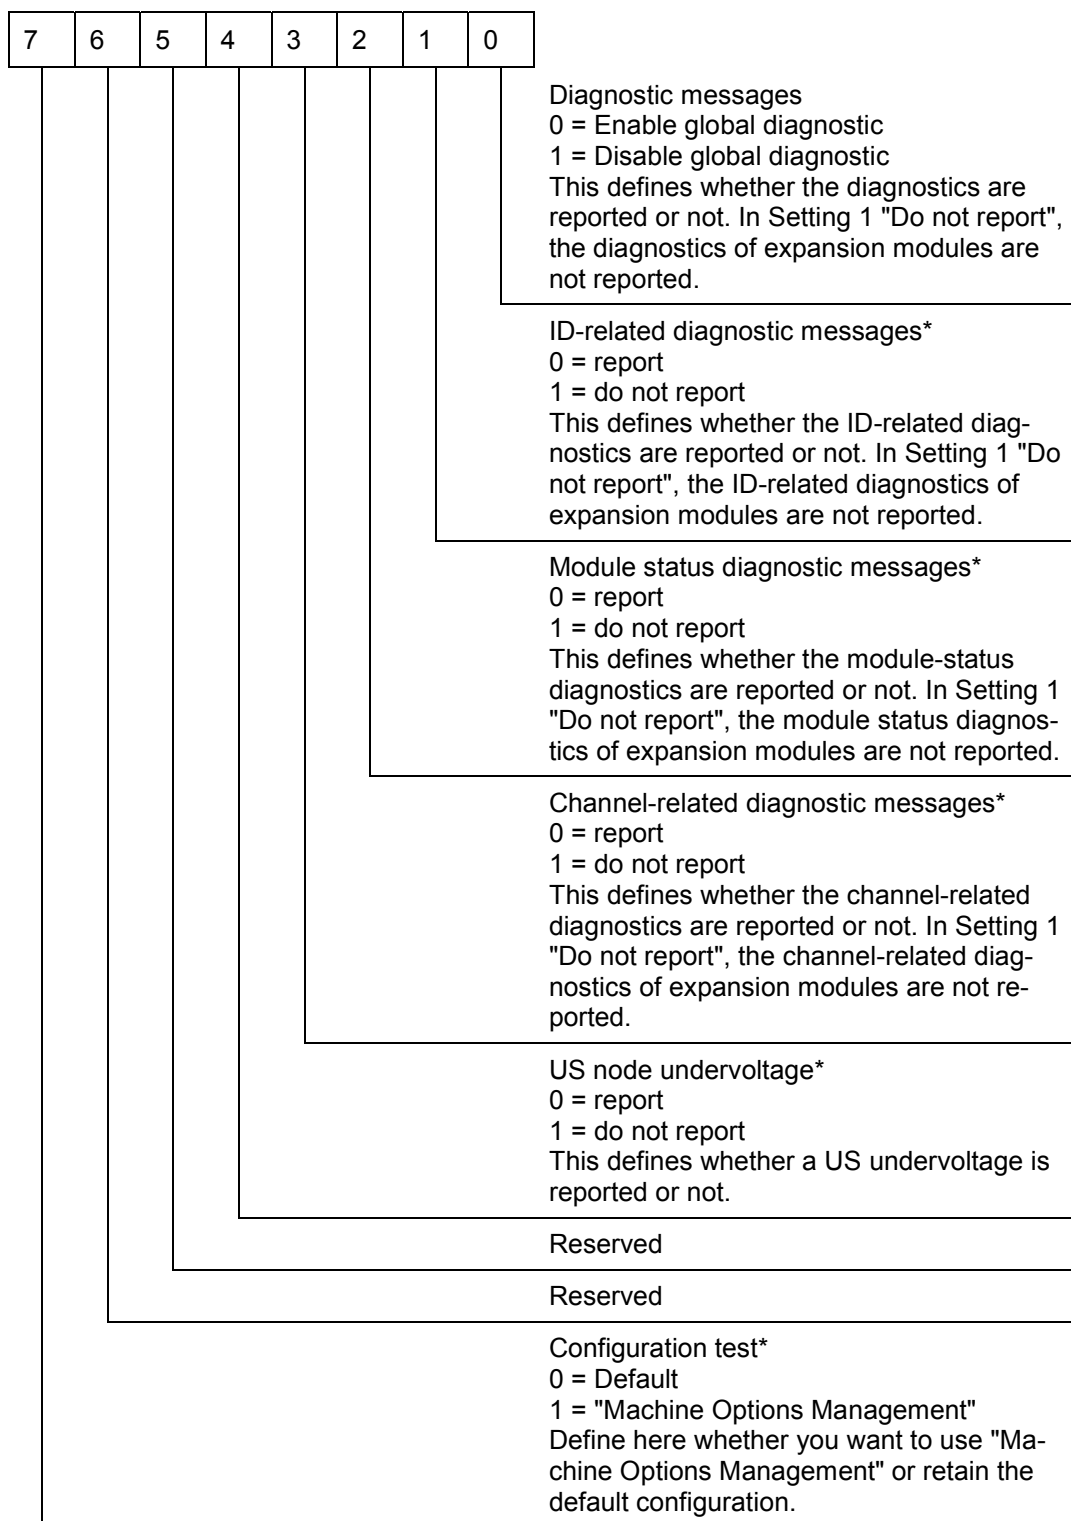 7 6 5 4 3 2 1 0
Diagnostic messages
0 = Enable global diagnostic
1 = Disable global diagnostic
This defines whether the diagnostics are
reported or not. In Setting 1 "Do not report",
the diagnostics of expansion modules are
not reported.
ID-related diagnostic messages*
0 = report
1 = do not report
This defines whether the ID-related diag-
nostics are reported or not. In Setting 1 "Do
not report", the ID-related diagnostics of
expansion modules are not reported.
Module status diagnostic messages*
0 = report
1 = do not report
This defines whether the module-status
diagnostics are reported or not. In Setting 1
"Do not report", the module status diagnos-
tics of expansion modules are not reported.
Channel-related diagnostic messages*
0 = report
1 = do not report
This defines whether the channel-related
diagnostics are reported or not. In Setting 1
"Do not report", the channel-related diag-
nostics of expansion modules are not re-
ported.
US node undervoltage*
0 = report
1 = do not report
This defines whether a US undervoltage is
reported or not.
Reserved
Reserved
Configuration test*
0 = Default
1 = "Machine Options Management"
Define here whether you want to use "Ma-
chine Options Management" or retain the
default configuration.